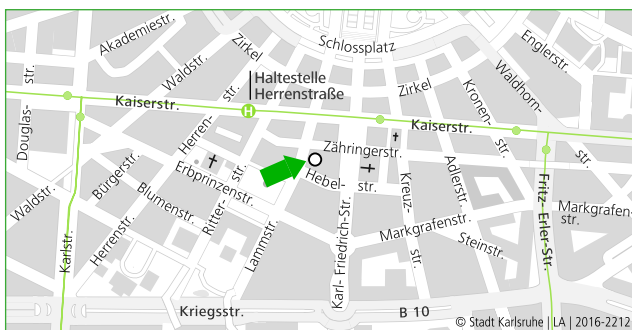 Akademiestr.
Zirkel
Schlossplatz
Englerstr.
Waldstr.
Haltestelle
Herrenstraße
Zirkel
Kronen-
str.
Waldhorn-
str.
Douglas-
str.
Kaiserstr.
H
Kaiserstr.
Herren-
str.
Zähringerstr.
Waldstr.
Bürgerstr.
Erbprinzenstr.
Blumenstr.
Ritter-
str.
Hebel-
str.
Kreuz-
str.
Adlerstr.
Fritz- Erler-Str.
Markgrafen-
str.
Karlstr.
Herrenstr.
Lammstr.
Karl- Friedrich-Str.
Markgrafenstr.
Steinstr.
Kriegsstr.
B 10
© Stadt Karlsruhe | LA | 2016-2212